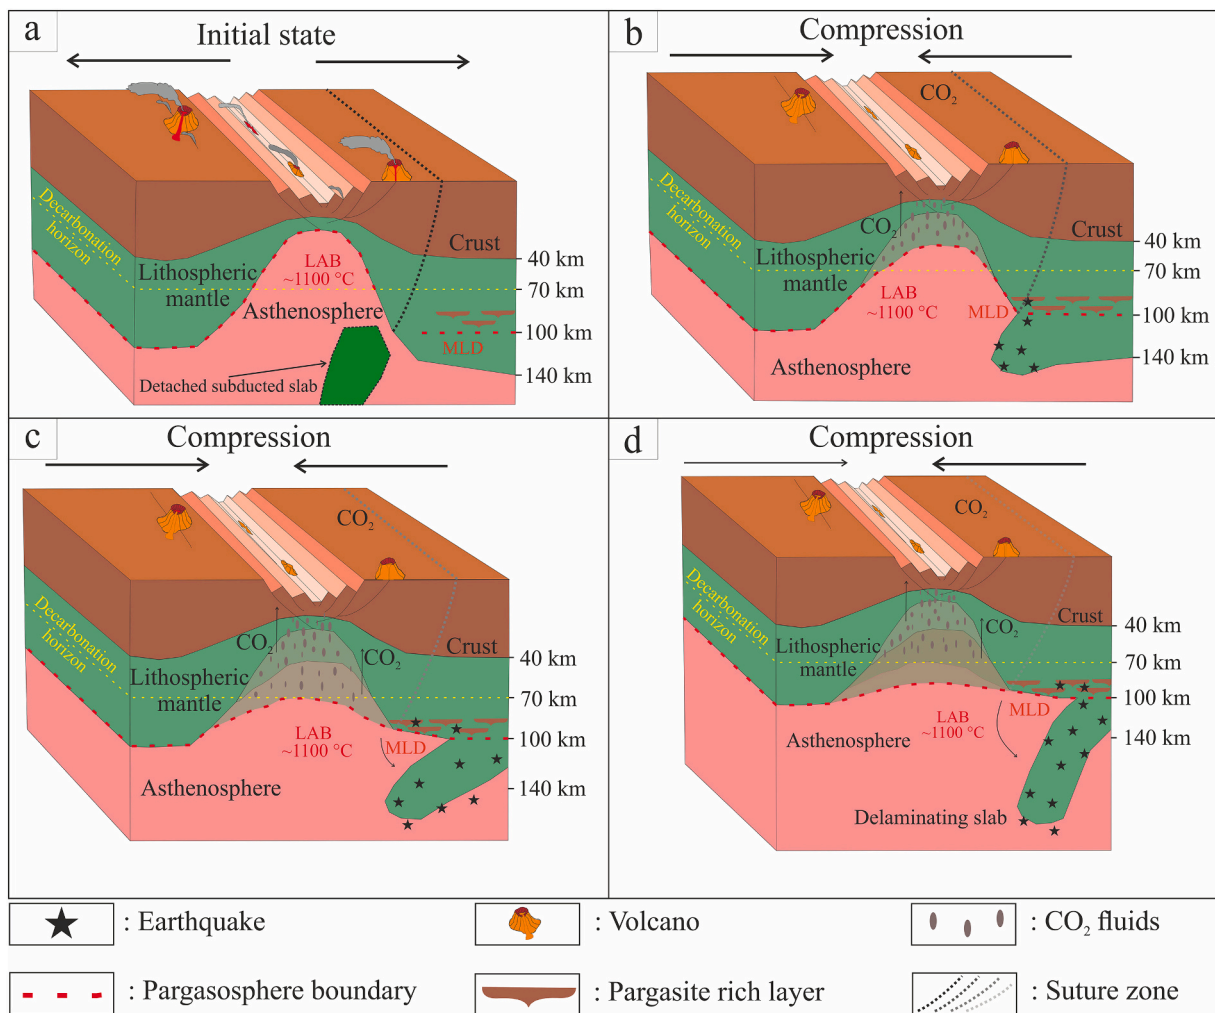 a
Initial state
Decarbonation
horizon
Lithospheric
mantle
LAB
~1100 °C
Asthenosphere
Detached subducted slab
Crust
MLD
40 km
70 km
100 km
140 km
b
Compression
CO₂
CO₂
Decarbonation
horizon
Lithospheric
mantle
LAB
~1100 °C
Asthenosphere
Crust
MLD
40 km
70 km
100 km
140 km
c
Compression
CO₂
CO₂
CO₂
Decarbonation
horizon
Lithospheric
mantle
LAB
~1100 °C
Asthenosphere
Crust
MLD
40 km
70 km
100 km
140 km
d
Compression
CO₂
CO₂
Decarbonation
horizon
Lithospheric
mantle
LAB
~1100 °C
Asthenosphere
Delaminating slab
Crust
MLD
40 km
70 km
100 km
140 km
: Earthquake
: Volcano
: CO₂ fluids
: Pargasosphere boundary
: Pargasite rich layer
: Suture zone